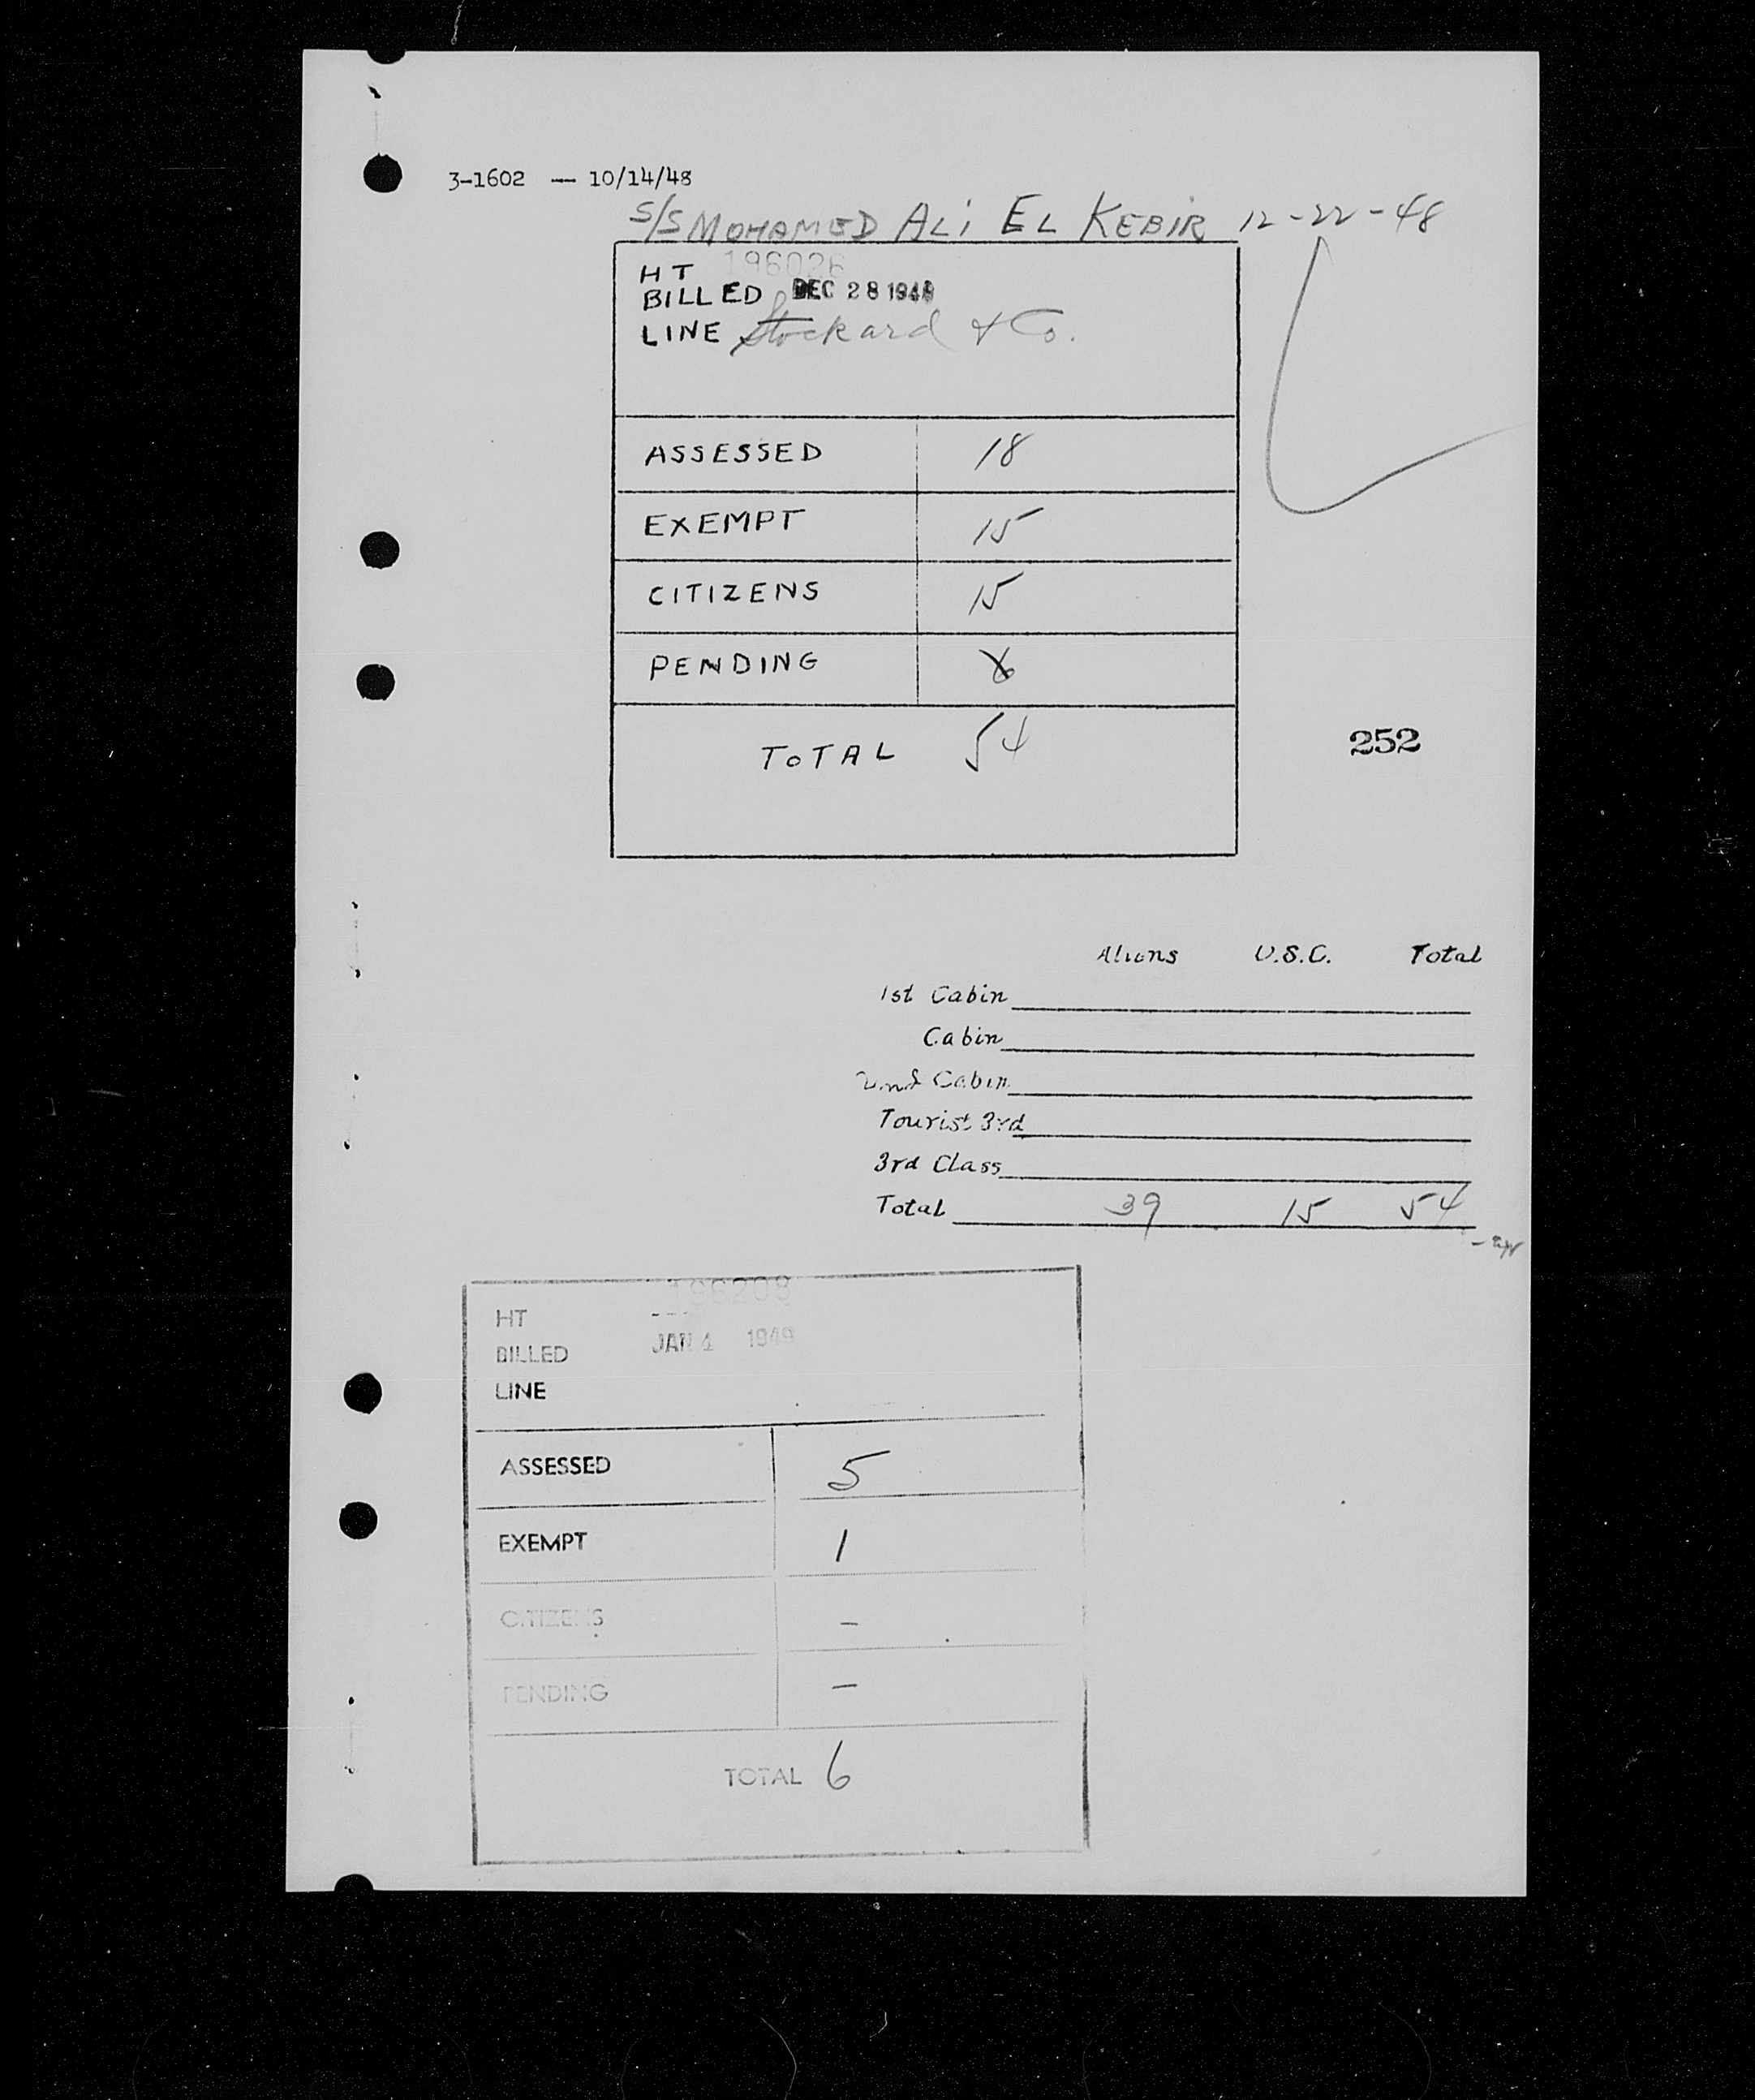 3-1602 — 10/14/48
S/S MOHAMED ALI EL KEBIR 12-22-48
HT 196026
BILLED DEC 28 1948
LINE Stockard & Co.
ASSESSED 18
EXEMPT 15
CITIZENS 15
PENDING 6
TOTAL 54
252
Aliens U.S.C. Total
1st Cabin
Cabin
2nd Cabin
Tourist 3rd
3rd Class
Total 39 15 54
196209
HT
BILLED JAN 4 1949
LINE
ASSESSED 5
EXEMPT 1
CITIZENS —
PENDING —
TOTAL 6